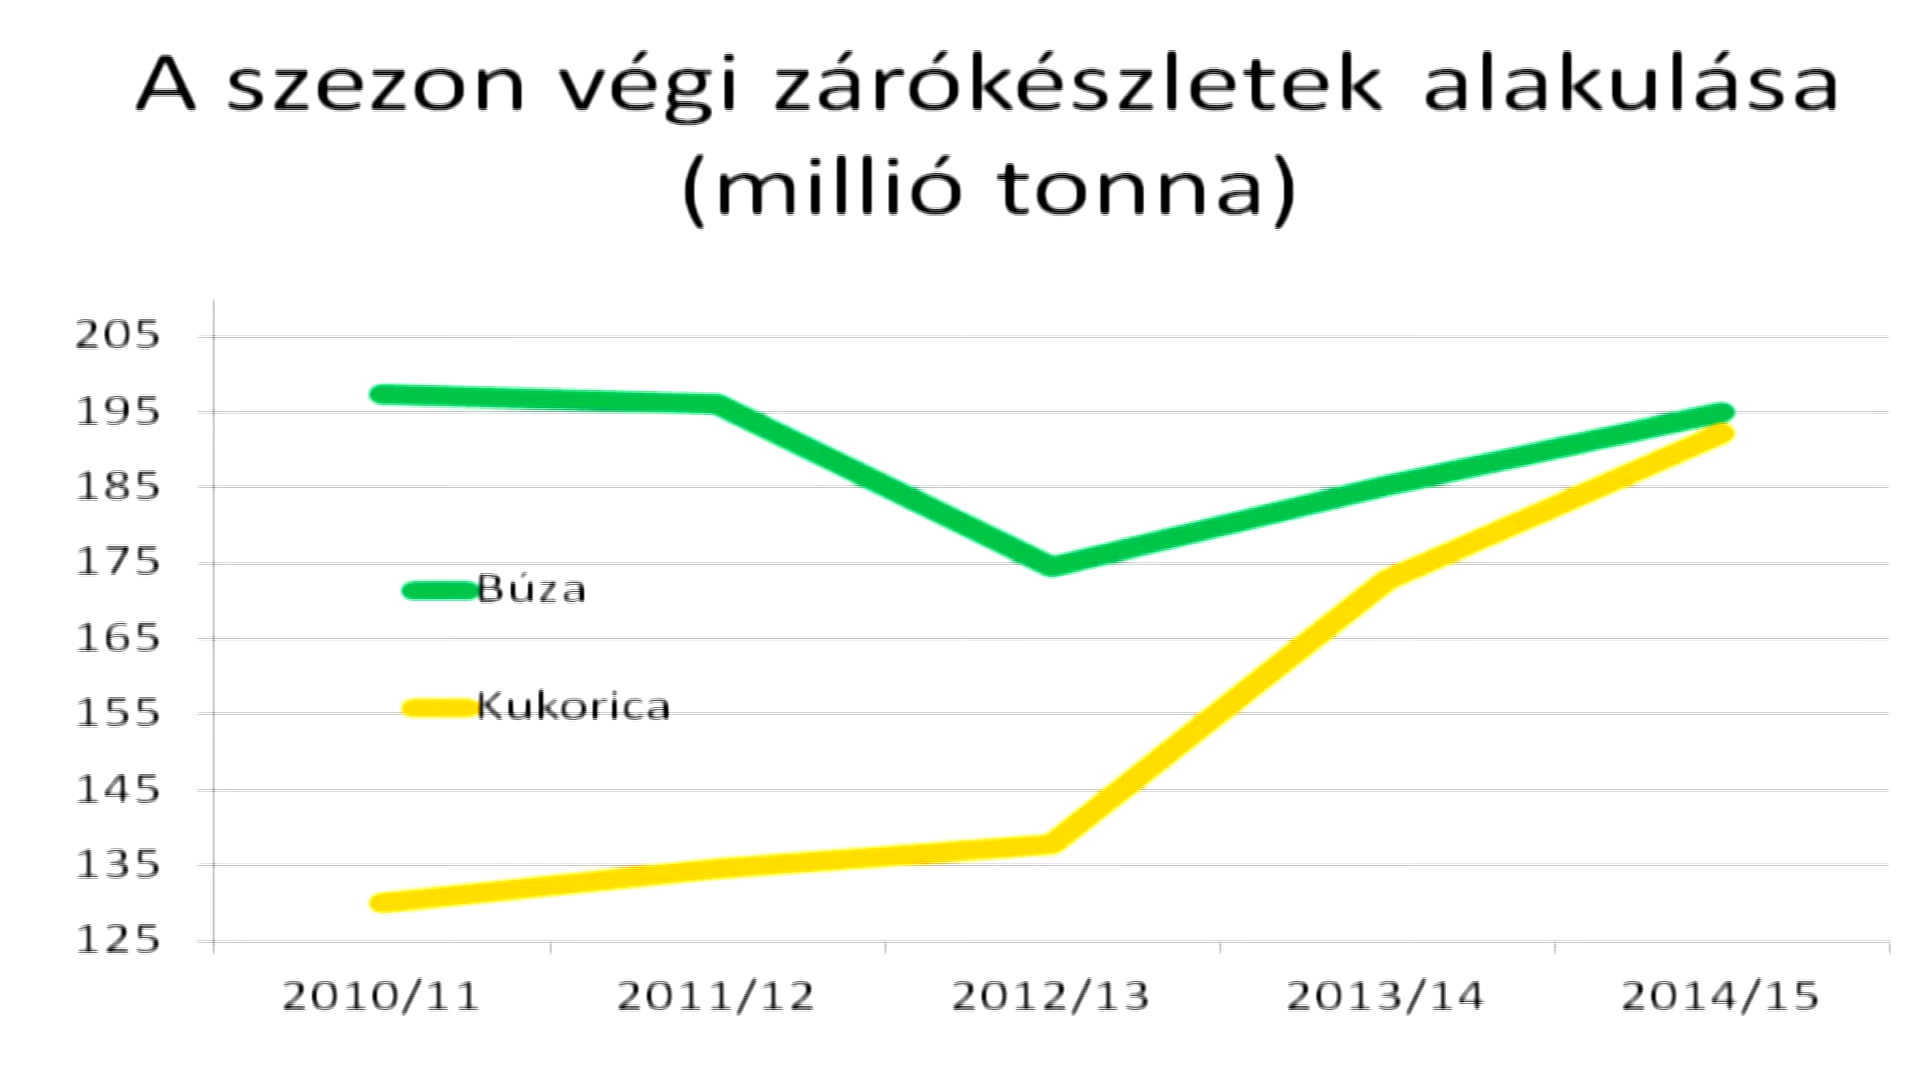 A szezon végi zárókészletek alakulása
(millió tonna)
205
195
185
175
165
155
145
135
125
Búza
Kukorica
2010/11 2011/12 2012/13 2013/14 2014/15